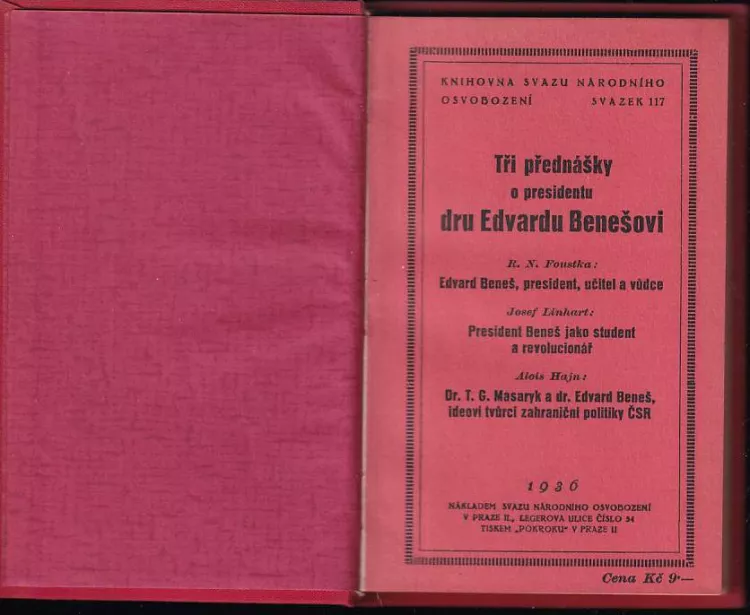 KNIHOVNA SVAZU NÁRODNÍHO
OSVOBOZENÍ SVAZEK 117
Tři přednášky
o presidentu
dru Edvardu Benešovi
R. N. Foustka:
Edvard Beneš, president, učitel a vůdce
Josef Linhart:
President Beneš jako student
a revolucionář
Alois Hajn:
Dr. T. G. Masaryk a dr. Edvard Beneš,
ideoví tvůrci zahraniční politiky ČSR
1936
NÁKLADEM SVAZU NÁRODNÍHO OSVOBOZENÍ
V PRAZE II., LEGEROVA ULICE ČÍSLO 54
TISKEM „POKROKU“ V PRAZE II
Cena Kč 9·—